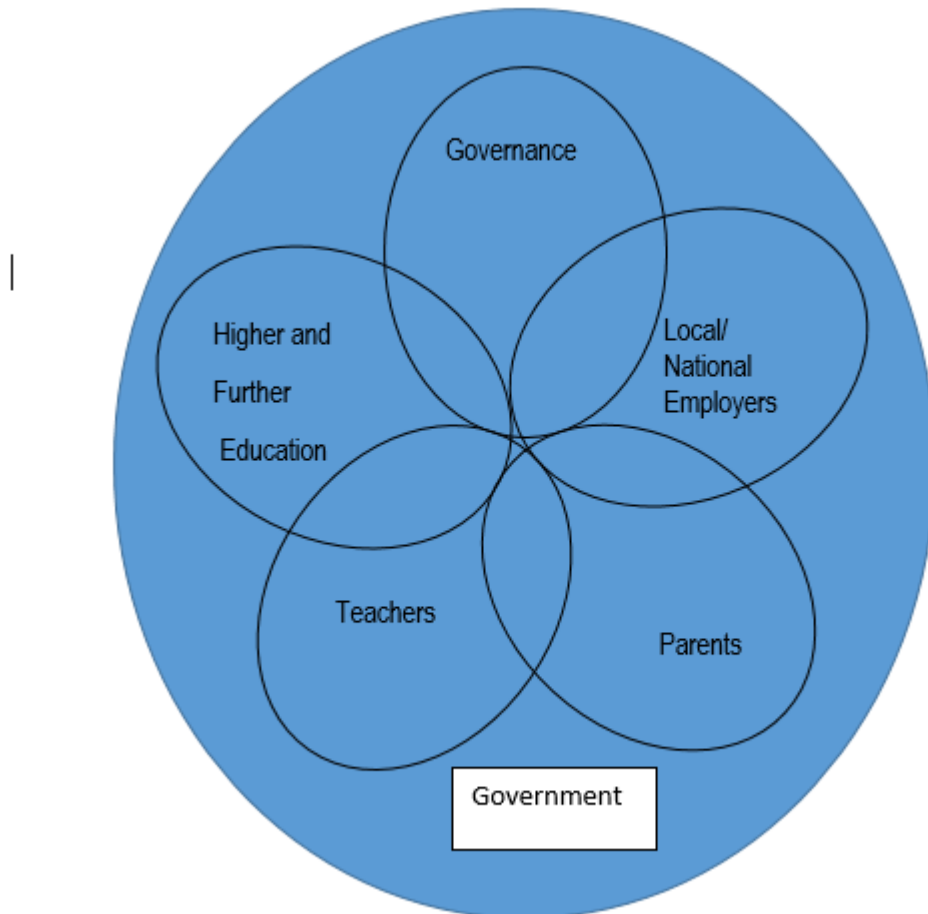 Governance
Higher and
Further
Education
Local/
National
Employers
Teachers
Parents
Government